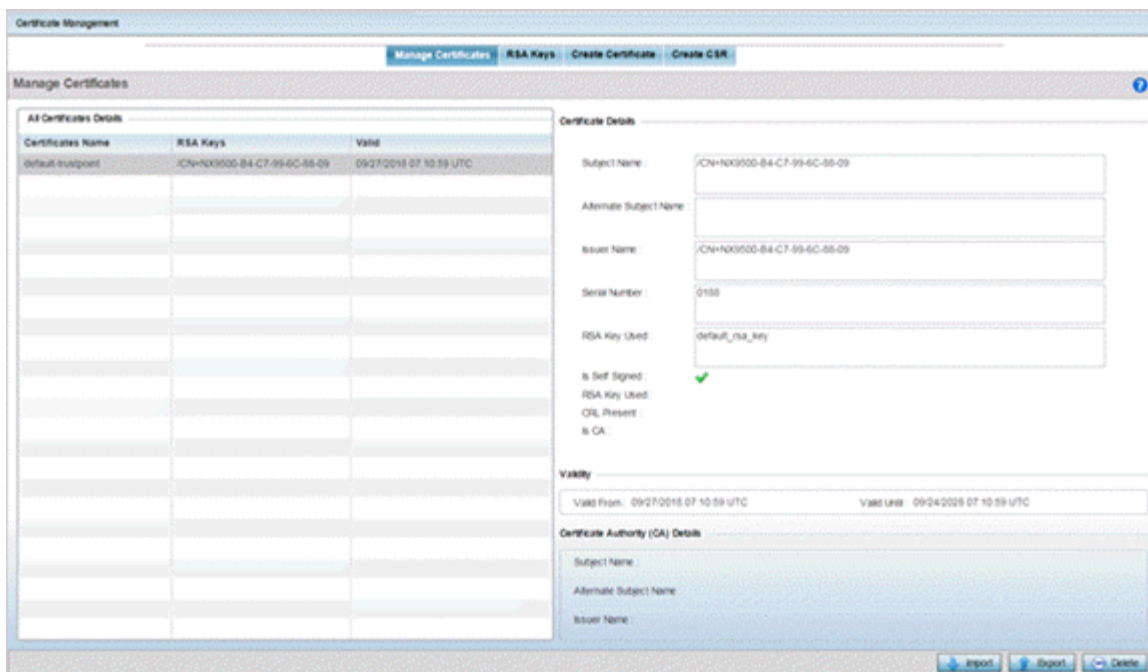 Certificate Management
Manage Certificates RSA Keys Create Certificate Create CSR
Manage Certificates
All Certificates Details
Certificates Name RSA Keys Valid
default-trustpoint /CN=NX9500-B4-C7-99-6C-88-09 09/27/2018 07:10:59 UTC
Certificate Details
Subject Name : /CN=NX9500-B4-C7-99-6C-88-09
Alternate Subject Name :
Issuer Name : /CN=NX9500-B4-C7-99-6C-88-09
Serial Number : 0188
RSA Key Used : default_rsa_key
Is Self Signed :
RSA Key Used :
CRL Present :
Is CA :
Validity
Valid From : 09/27/2018 07:10:59 UTC Valid Until : 09/24/2028 07:10:59 UTC
Certificate Authority (CA) Details
Subject Name :
Alternate Subject Name
Issuer Name :
Import Export Delete